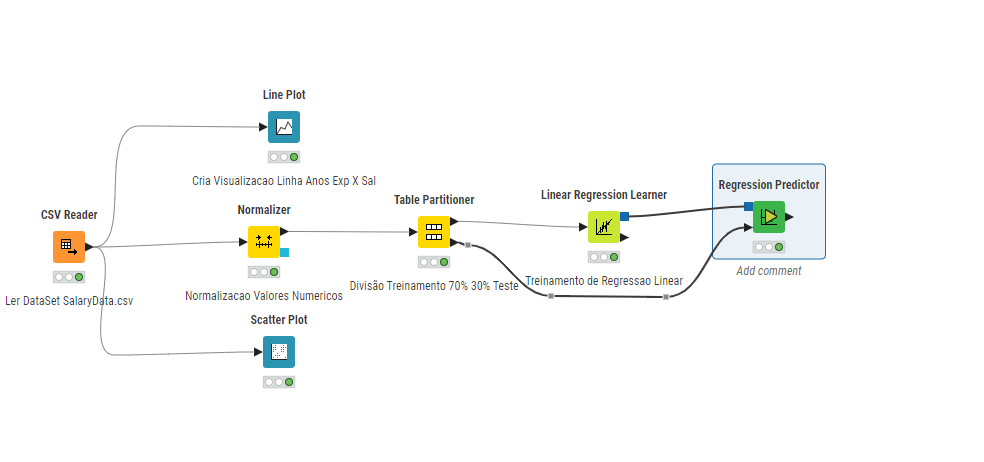 Line Plot
Cria Visualizacao Linha Anos Exp X Sal
CSV Reader
Ler DataSet SalaryData.csv
Normalizer
Normalizacao Valores Numericos
Scatter Plot
Table Partitioner
Divisão Treinamento 70% 30% Teste
Linear Regression Learner
Treinamento de Regressao Linear
Regression Predictor
Add comment